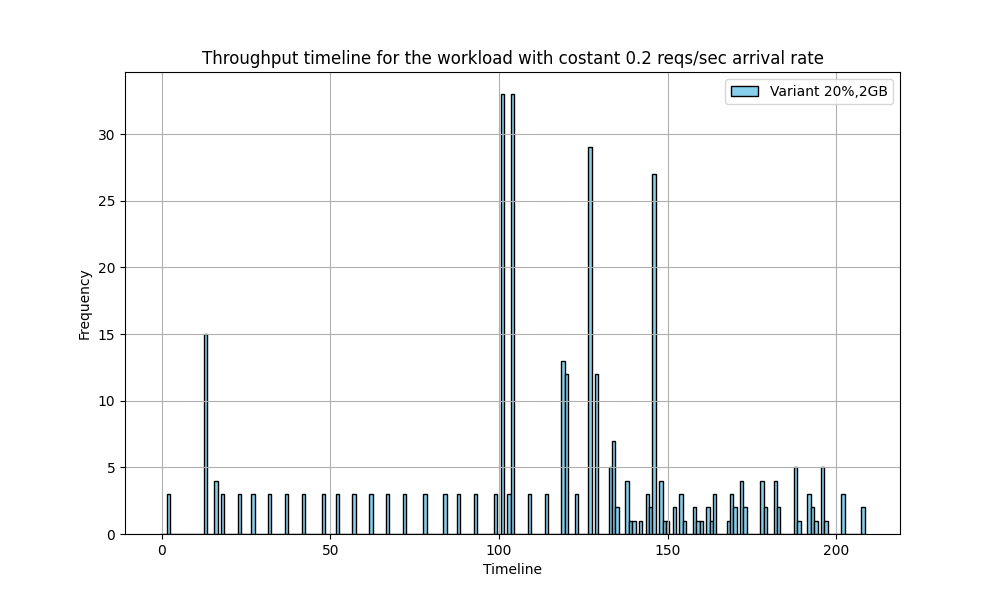 Throughput timeline for the workload with costant 0.2 reqs/sec arrival rate
Variant 20%,2GB
Frequency
30
25
20
15
10
5
0
0 50 100 150 200
Timeline